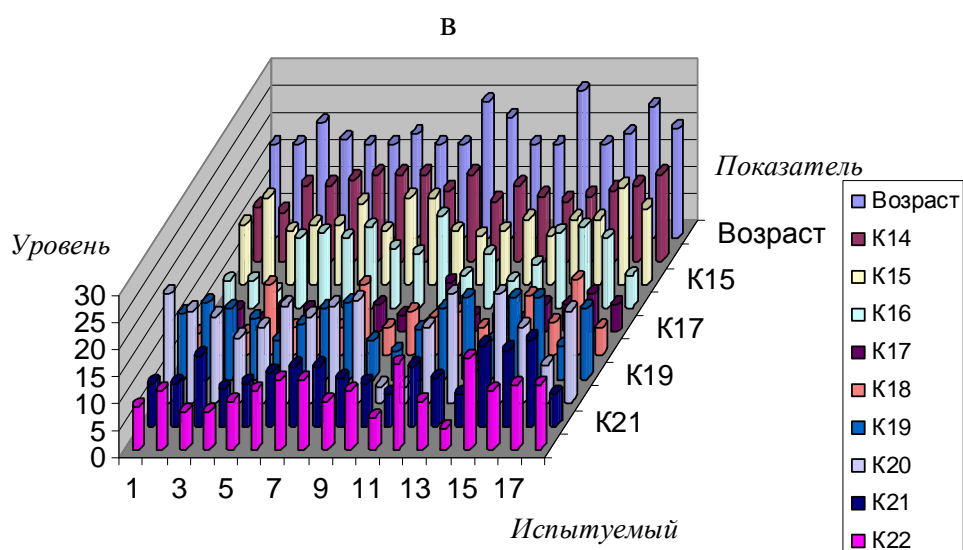 в
Показатель
Уровень
Возраст
К15
К17
К19
К21
30
25
20
15
10
5
0
1 3 5 7 9 11 13 15 17
Испытуемый
Возраст
К14
К15
К16
К17
К18
К19
К20
К21
К22